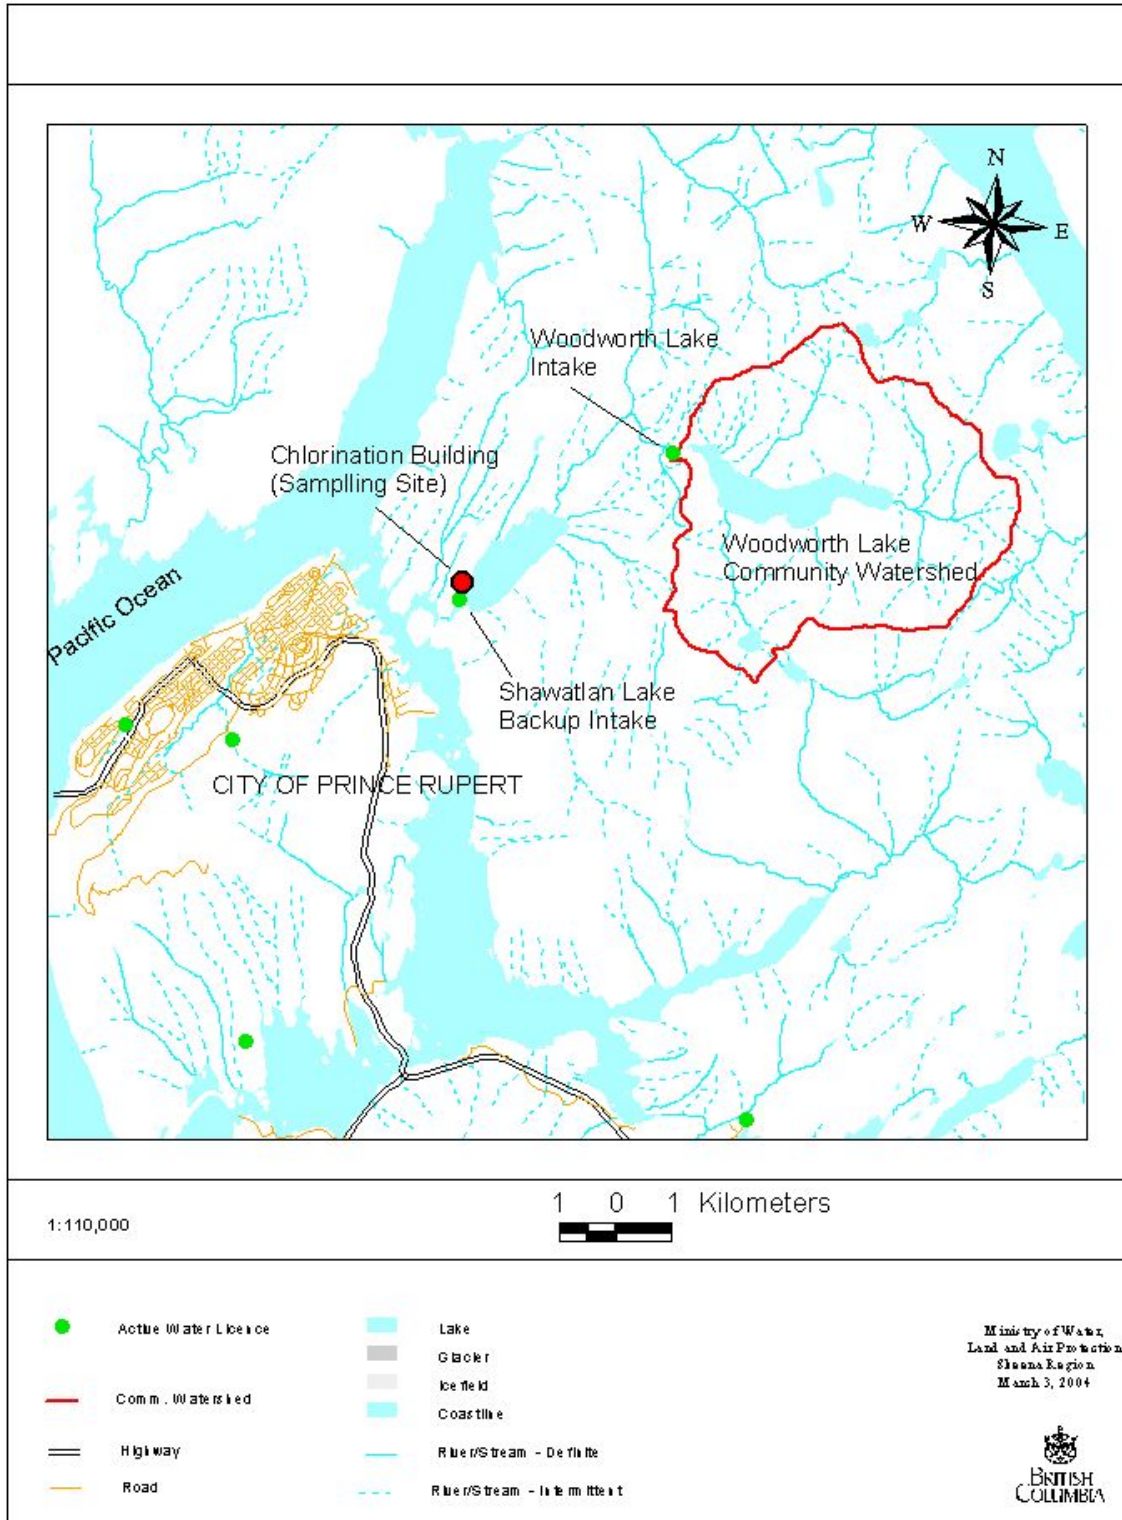 N
W
E
S
Woodworth Lake
Intake
Chlorination Building
(Samplling Site)
Woodworth Lake
Community Watershed
Pacific Ocean
Shawatlan Lake
Backup Intake
CITY OF PRINCE RUPERT
1:110,000
1 0 1 Kilometers
Active Water Licence
Comm. Watershed
Highway
Road
Lake
Glacier
Icefield
Coastline
River/Stream - Definite
River/Stream - Intermittent
Ministry of Water,
Land and Air Protection
Skeena Region
March 3, 2004
BRITISH
COLUMBIA